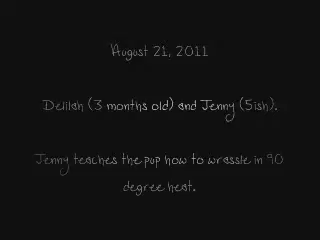 August 21, 2011
Delilah (3 months old) and Jenny (5ish).
Jenny teaches the pup how to wrassle in 90
degree heat.